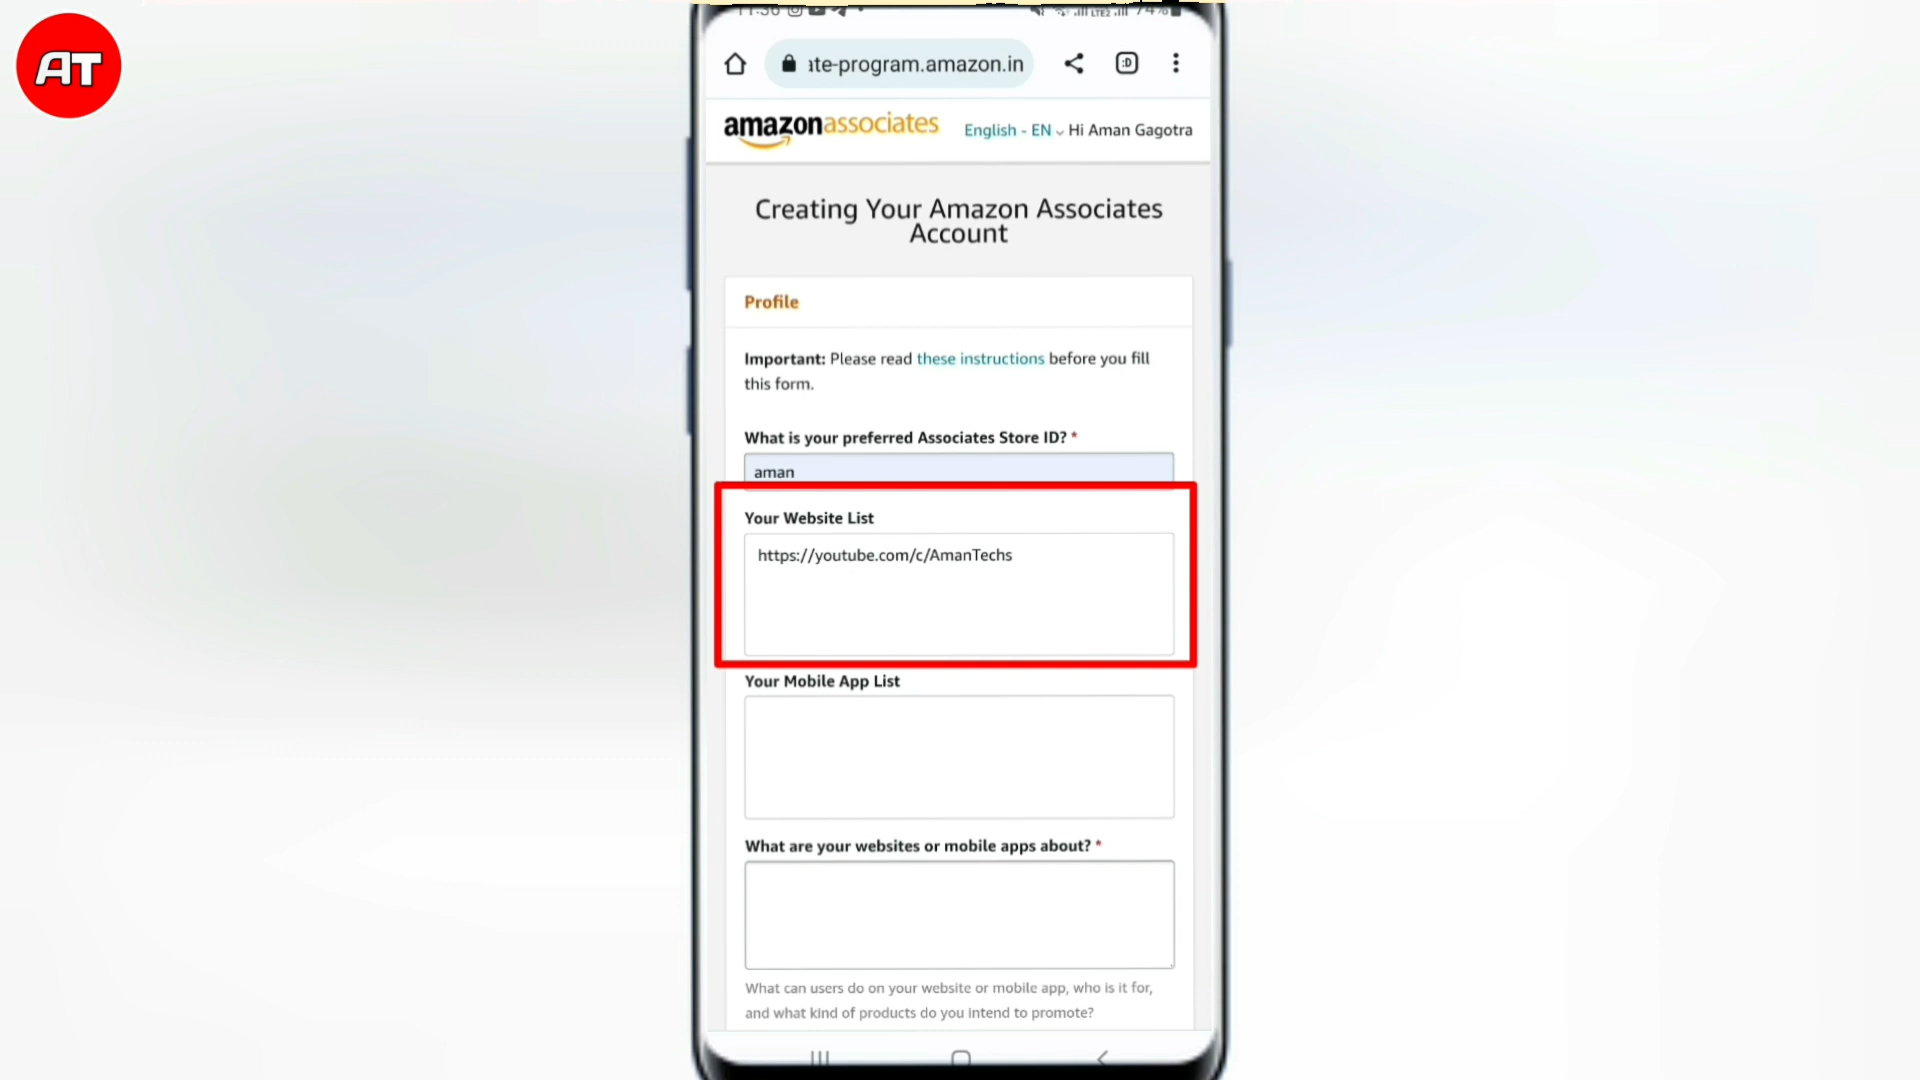 AT
11:36
74%
ate-program.amazon.in
:D
amazonassociates English - EN Hi Aman Gagotra
Creating Your Amazon Associates
Account
Profile
Important: Please read these instructions before you fill
this form.
What is your preferred Associates Store ID? *
aman
Your Website List
https://youtube.com/c/AmanTechs
Your Mobile App List
What are your websites or mobile apps about? *
What can users do on your website or mobile app, who is it for,
and what kind of products do you intend to promote?